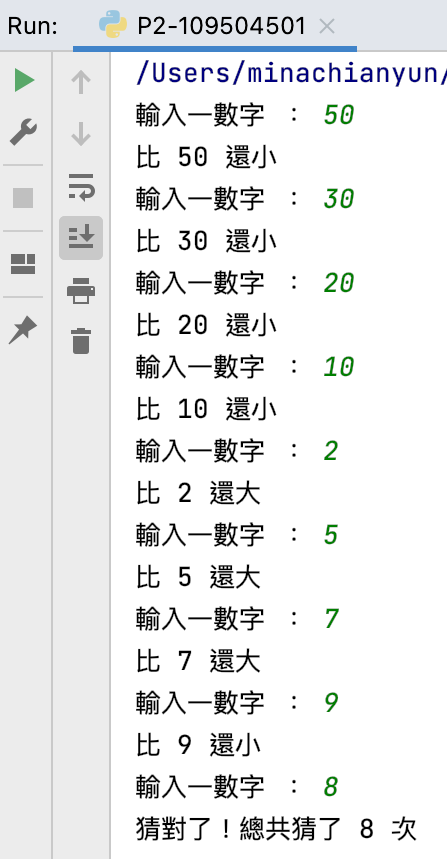 Run: P2-109504501
/Users/minachianyun/
輸入一數字 : 50
比 50 還小
輸入一數字 : 30
比 30 還小
輸入一數字 : 20
比 20 還小
輸入一數字 : 10
比 10 還小
輸入一數字 : 2
比 2 還大
輸入一數字 : 5
比 5 還大
輸入一數字 : 7
比 7 還大
輸入一數字 : 9
比 9 還小
輸入一數字 : 8
猜對了！總共猜了 8 次